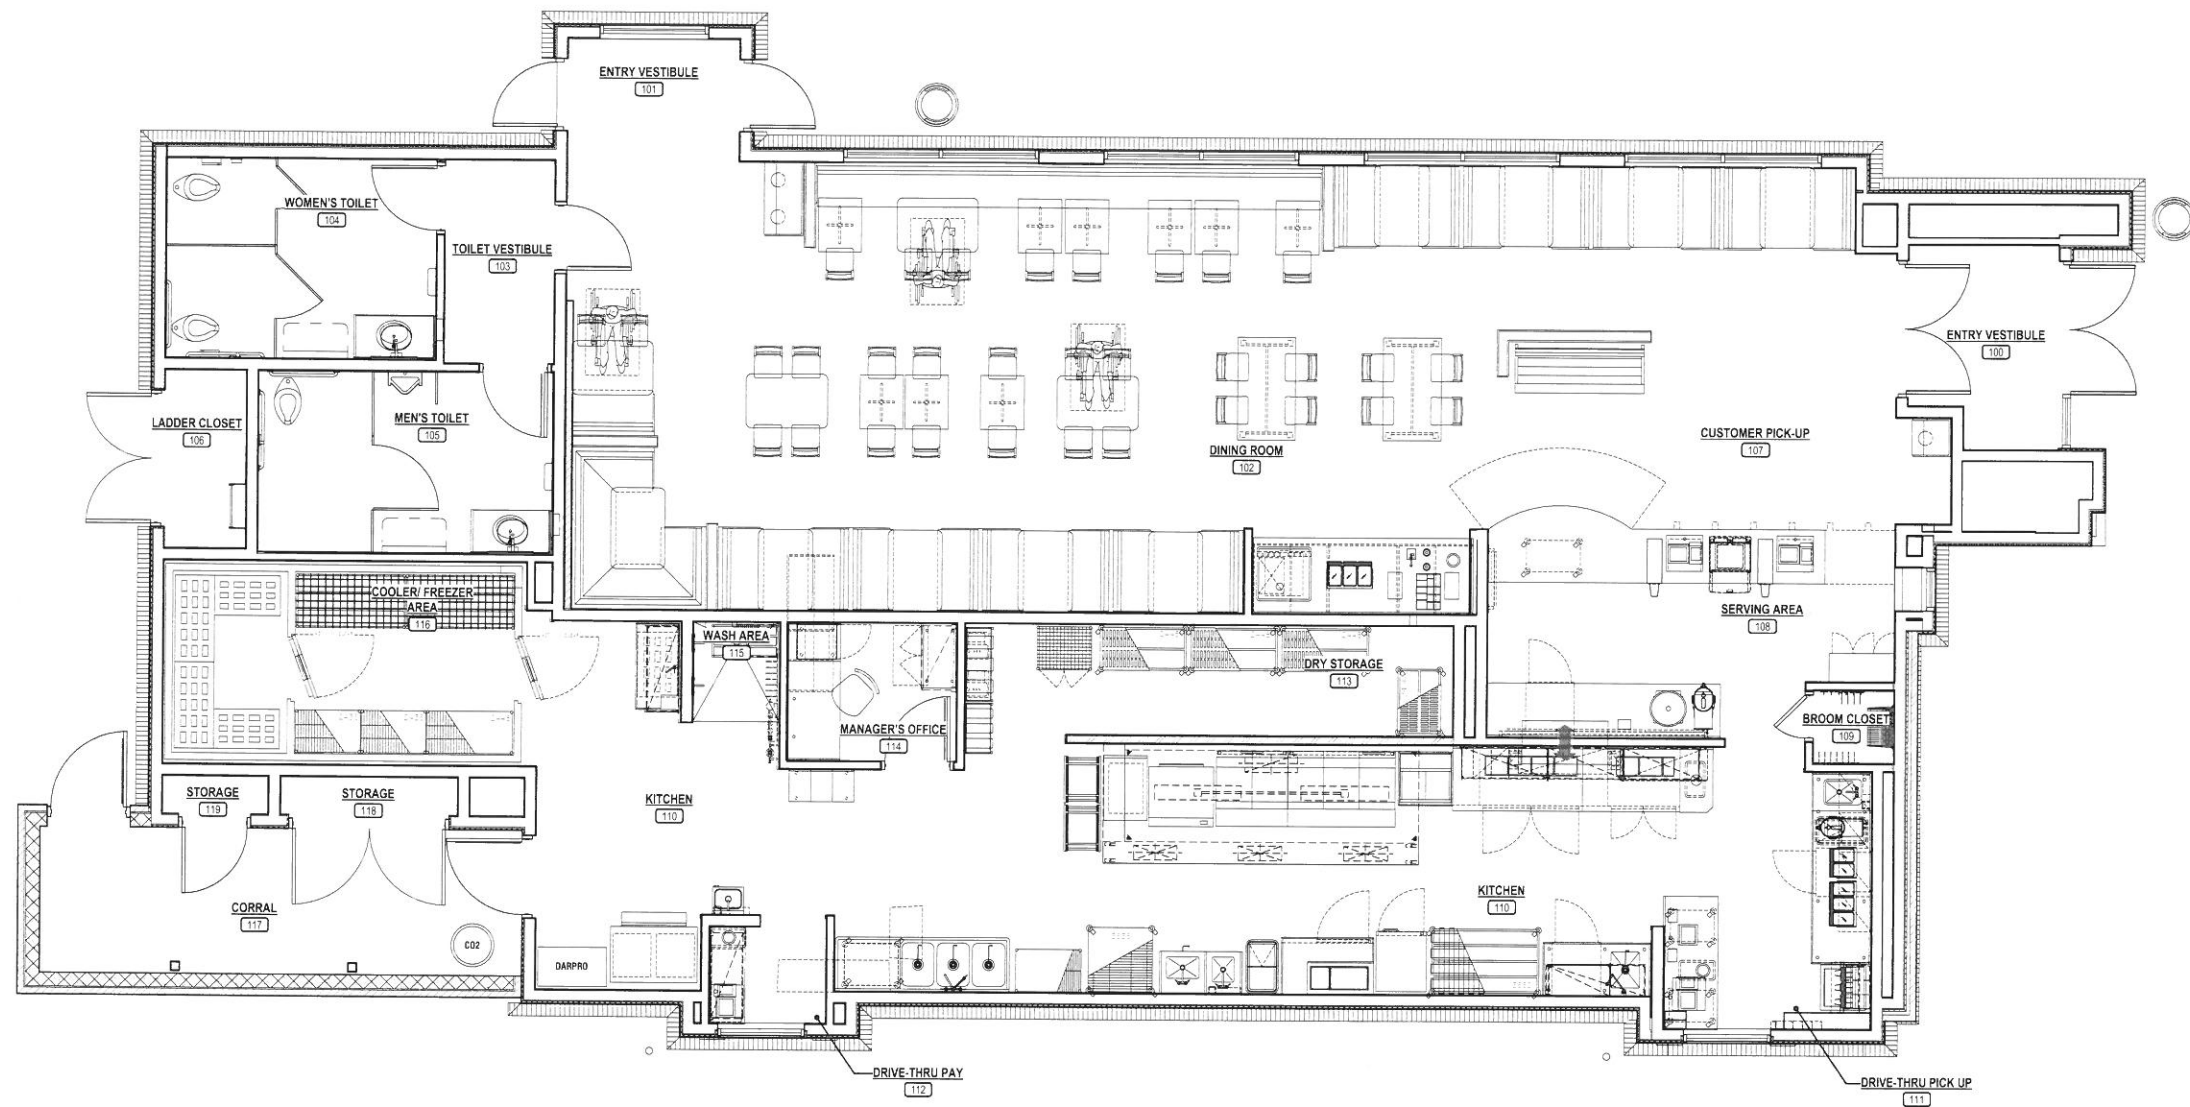 ENTRY VESTIBULE
101
WOMEN'S TOILET
104
TOILET VESTIBULE
103
ENTRY VESTIBULE
100
LADDER CLOSET
106
MEN'S TOILET
105
DINING ROOM
102
CUSTOMER PICK-UP
107
COOLER/ FREEZER
AREA
116
WASH AREA
115
SERVING AREA
108
DRY STORAGE
113
MANAGER'S OFFICE
114
BROOM CLOSET
109
STORAGE
119
STORAGE
118
KITCHEN
110
KITCHEN
110
CORRAL
117
CO2
DARPRO
DRIVE-THRU PAY
112
DRIVE-THRU PICK UP
111